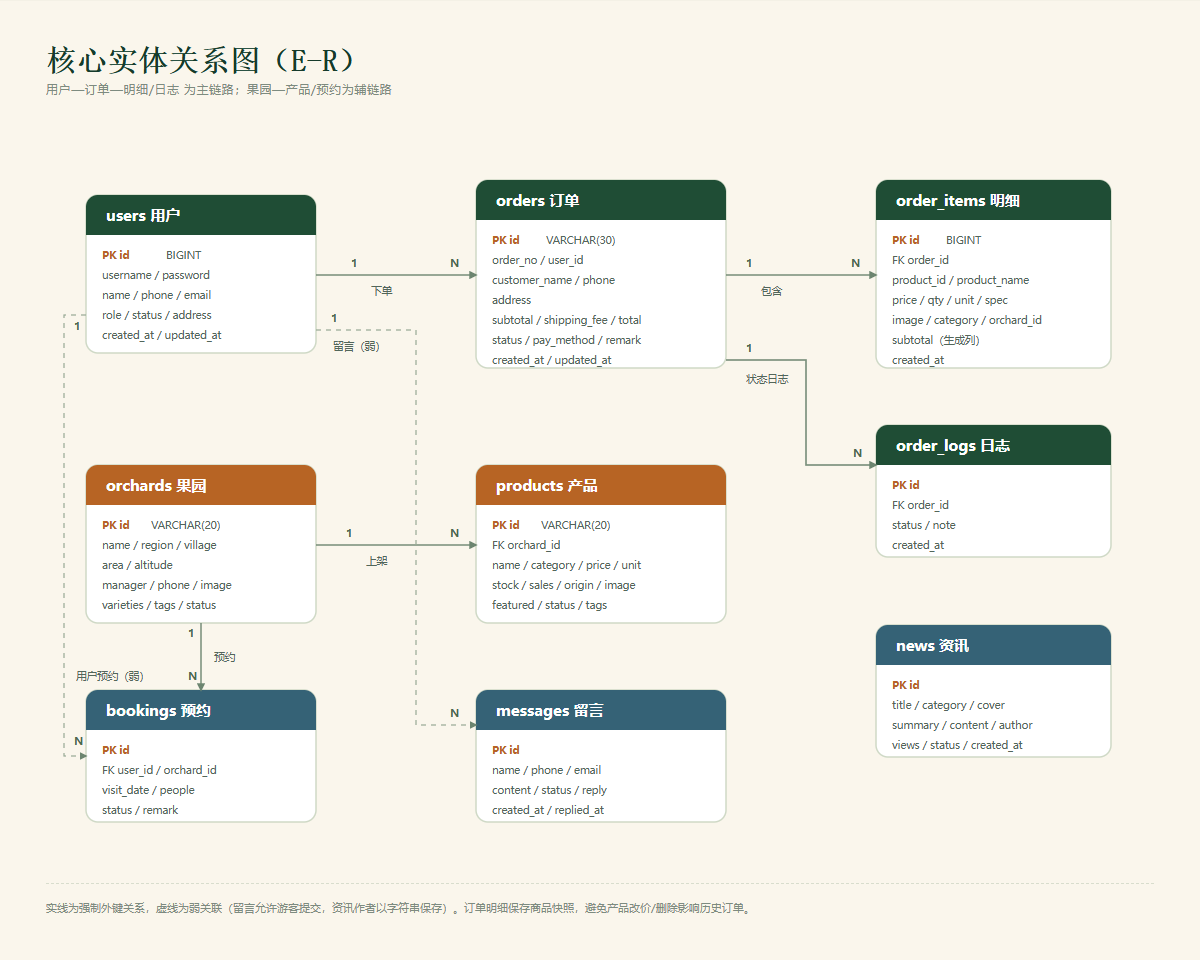 核心实体关系图（E-R）
用户—订单—明细/日志 为主链路；果园—产品/预约为辅链路
users 用户
PK id BIGINT
username / password
name / phone / email
role / status / address
created_at / updated_at
1
N
下单
orders 订单
PK id VARCHAR(30)
order_no / user_id
customer_name / phone
address
subtotal / shipping_fee / total
status / pay_method / remark
created_at / updated_at
1
N
包含
order_items 明细
PK id BIGINT
FK order_id
product_id / product_name
price / qty / unit / spec
image / category / orchard_id
subtotal（生成列）
created_at
1
1
留言（弱）
1
状态日志
N
order_logs 日志
PK id
FK order_id
status / note
created_at
orchards 果园
PK id VARCHAR(20)
name / region / village
area / altitude
manager / phone / image
varieties / tags / status
1
N
上架
products 产品
PK id VARCHAR(20)
FK orchard_id
name / category / price / unit
stock / sales / origin / image
featured / status / tags
1
预约
用户预约（弱）
N
bookings 预约
N
PK id
FK user_id / orchard_id
visit_date / people
status / remark
N
messages 留言
PK id
name / phone / email
content / status / reply
created_at / replied_at
news 资讯
PK id
title / category / cover
summary / content / author
views / status / created_at
实线为强制外键关系，虚线为弱关联（留言允许游客提交，资讯作者以字符串保存）。订单明细保存商品快照，避免产品改价/删除影响历史订单。